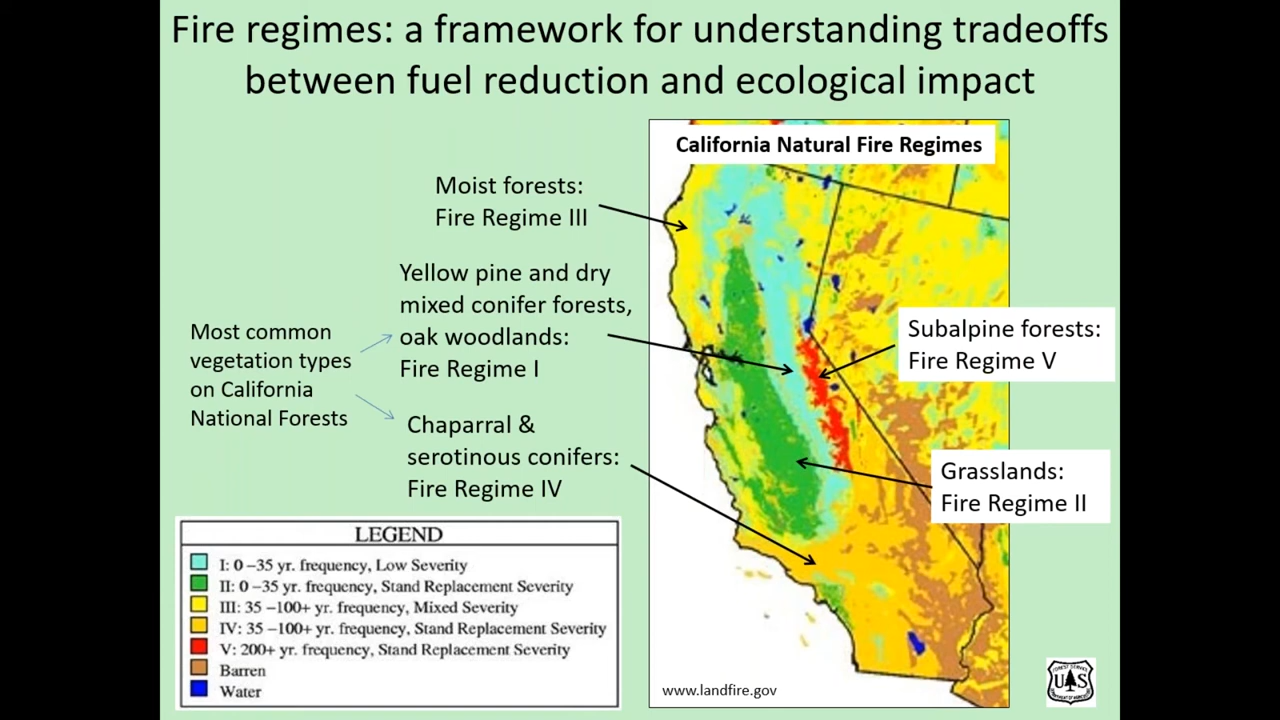 Fire regimes: a framework for understanding tradeoffs
between fuel reduction and ecological impact
California Natural Fire Regimes
Moist forests:
Fire Regime III
Yellow pine and dry
mixed conifer forests,
oak woodlands:
Fire Regime I
Most common
vegetation types
on California
National Forests
Chaparral &
serotinous conifers:
Fire Regime IV
Subalpine forests:
Fire Regime V
Grasslands:
Fire Regime II
LEGEND
I: 0 –35 yr. frequency, Low Severity
II: 0 –35 yr. frequency, Stand Replacement Severity
III: 35 –100+ yr. frequency, Mixed Severity
IV: 35 –100+ yr. frequency, Stand Replacement Severity
V: 200+ yr. frequency, Stand Replacement Severity
Barren
Water
www.landfire.gov
FOREST SERVICE
U S
DEPARTMENT OF AGRICULTURE